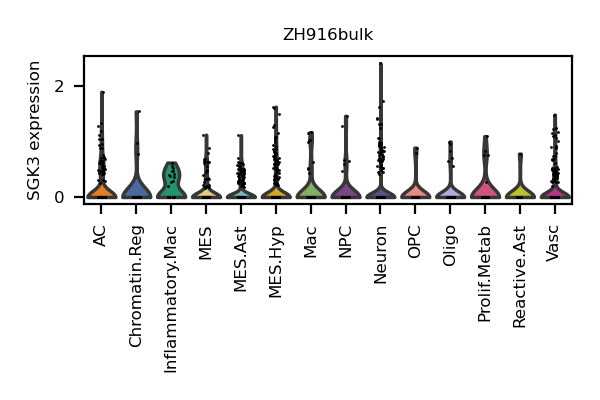 ZH916bulk
SGK3 expression
2
0
AC
Chromatin.Reg
Inflammatory.Mac
MES
MES.Ast
MES.Hyp
Mac
NPC
Neuron
OPC
Oligo
Prolif.Metab
Reactive.Ast
Vasc